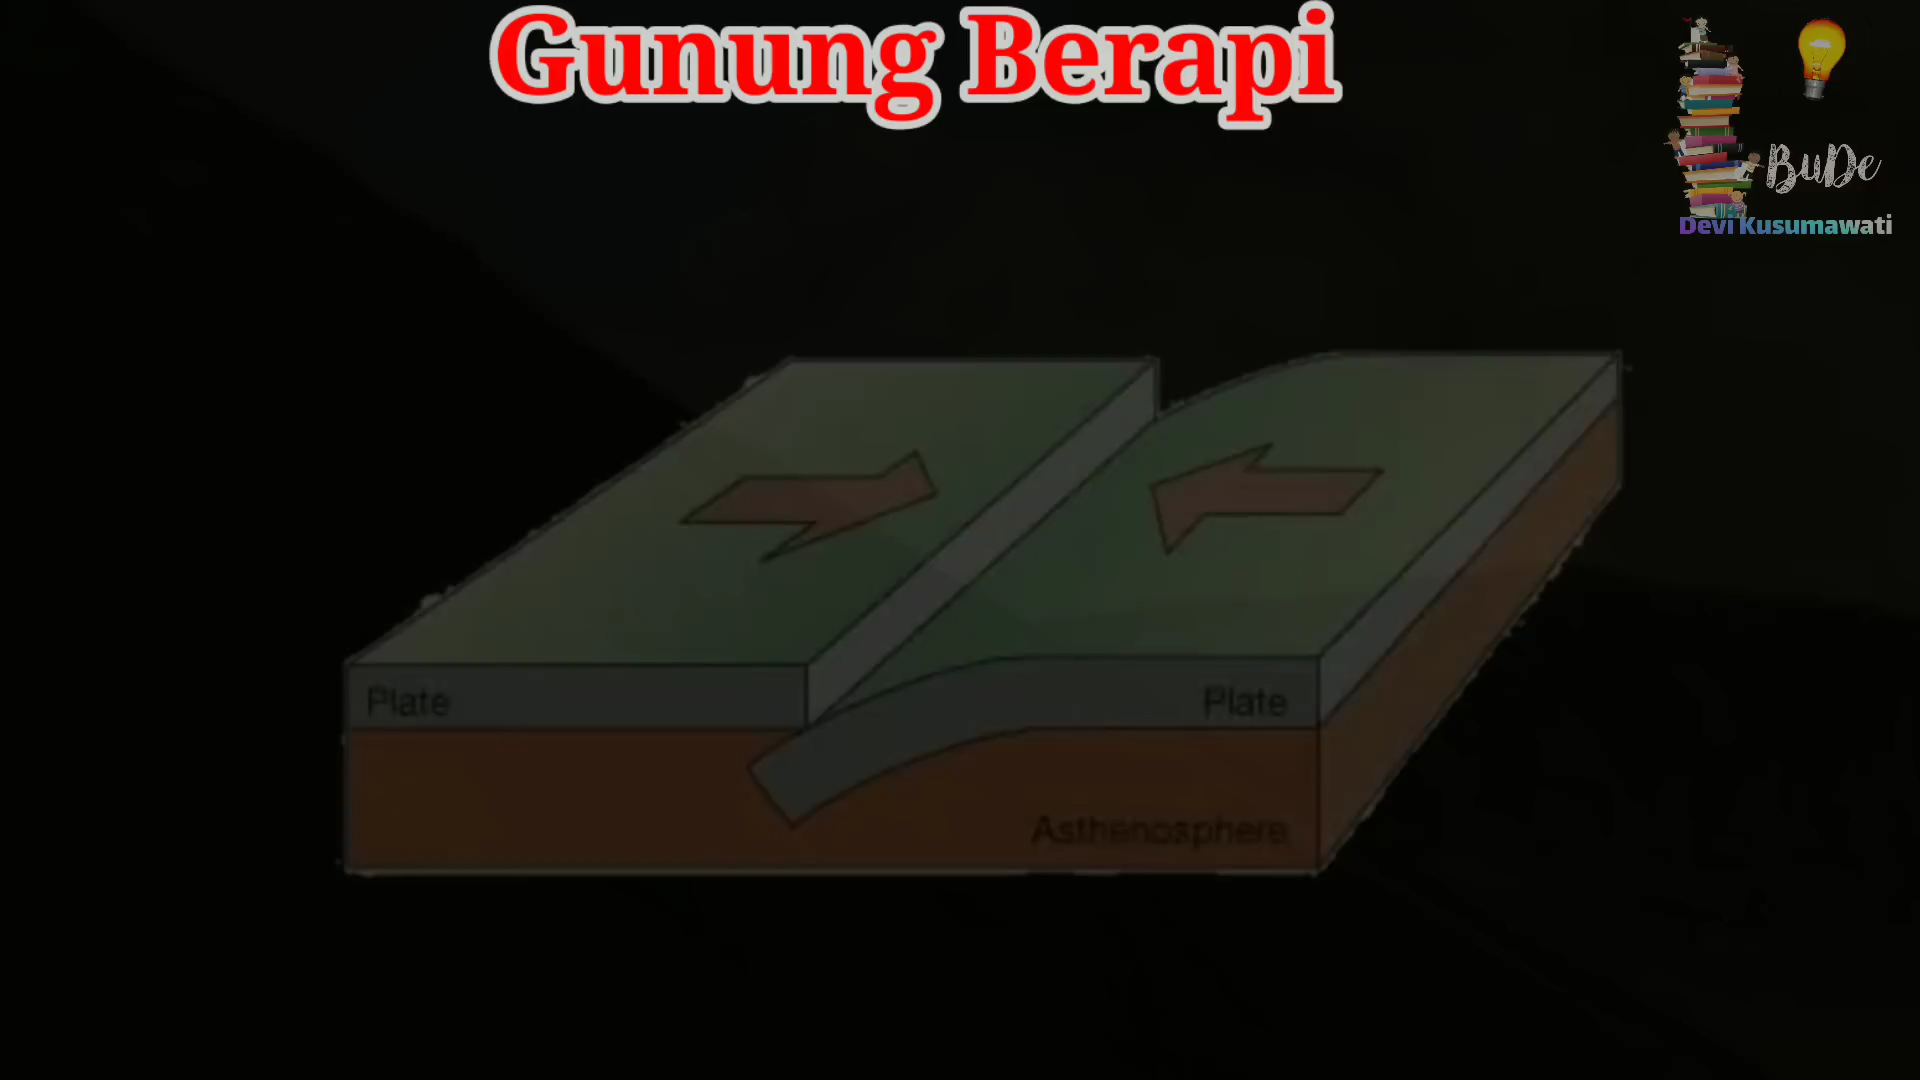 Gunung Berapi
BuDe
Devi Kusumawati
Plate
Plate
Asthenosphere